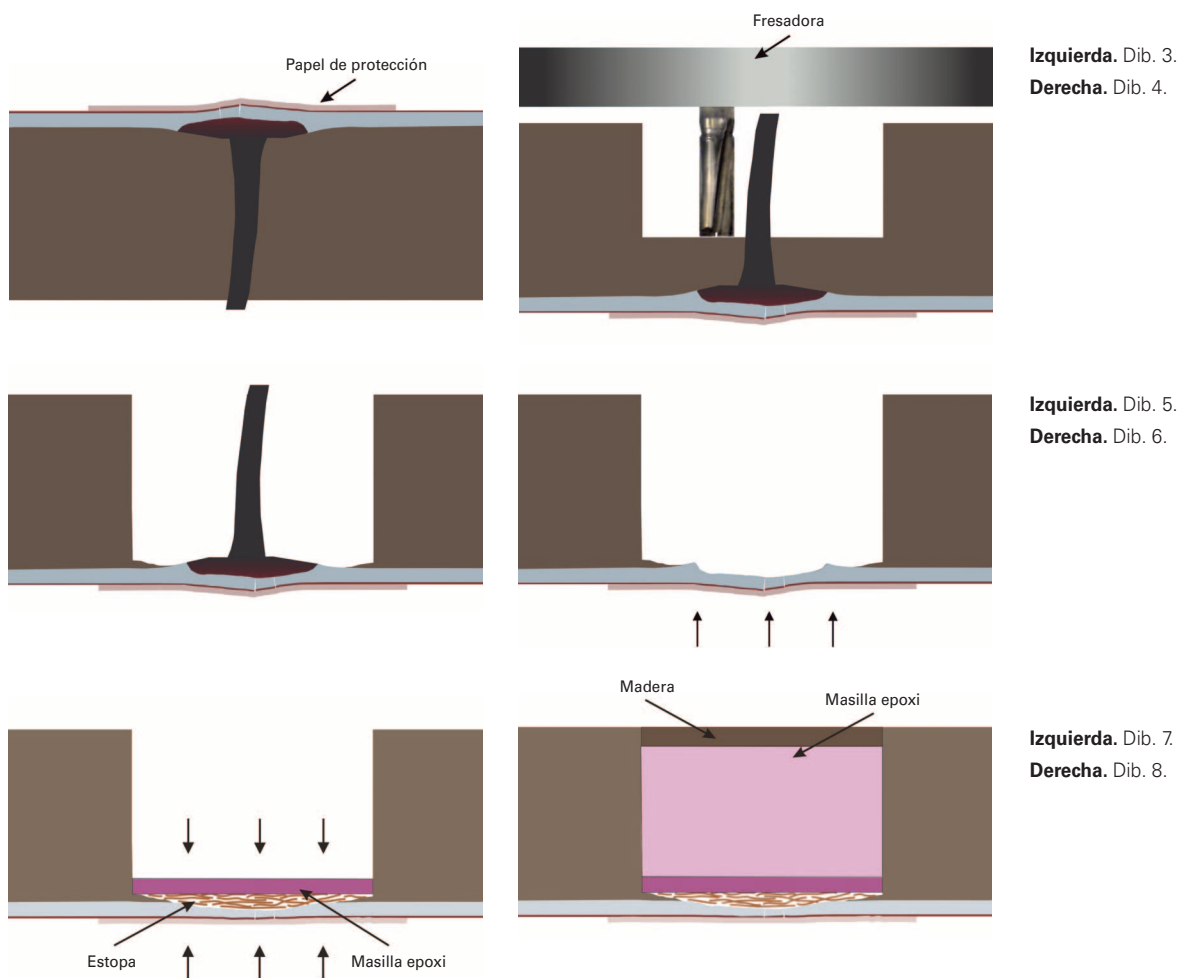 Fresadora
Papel de protección
Izquierda. Dib. 3.
Derecha. Dib. 4.
Izquierda. Dib. 5.
Derecha. Dib. 6.
Madera
Masilla epoxi
Izquierda. Dib. 7.
Derecha. Dib. 8.
Estopa
Masilla epoxi